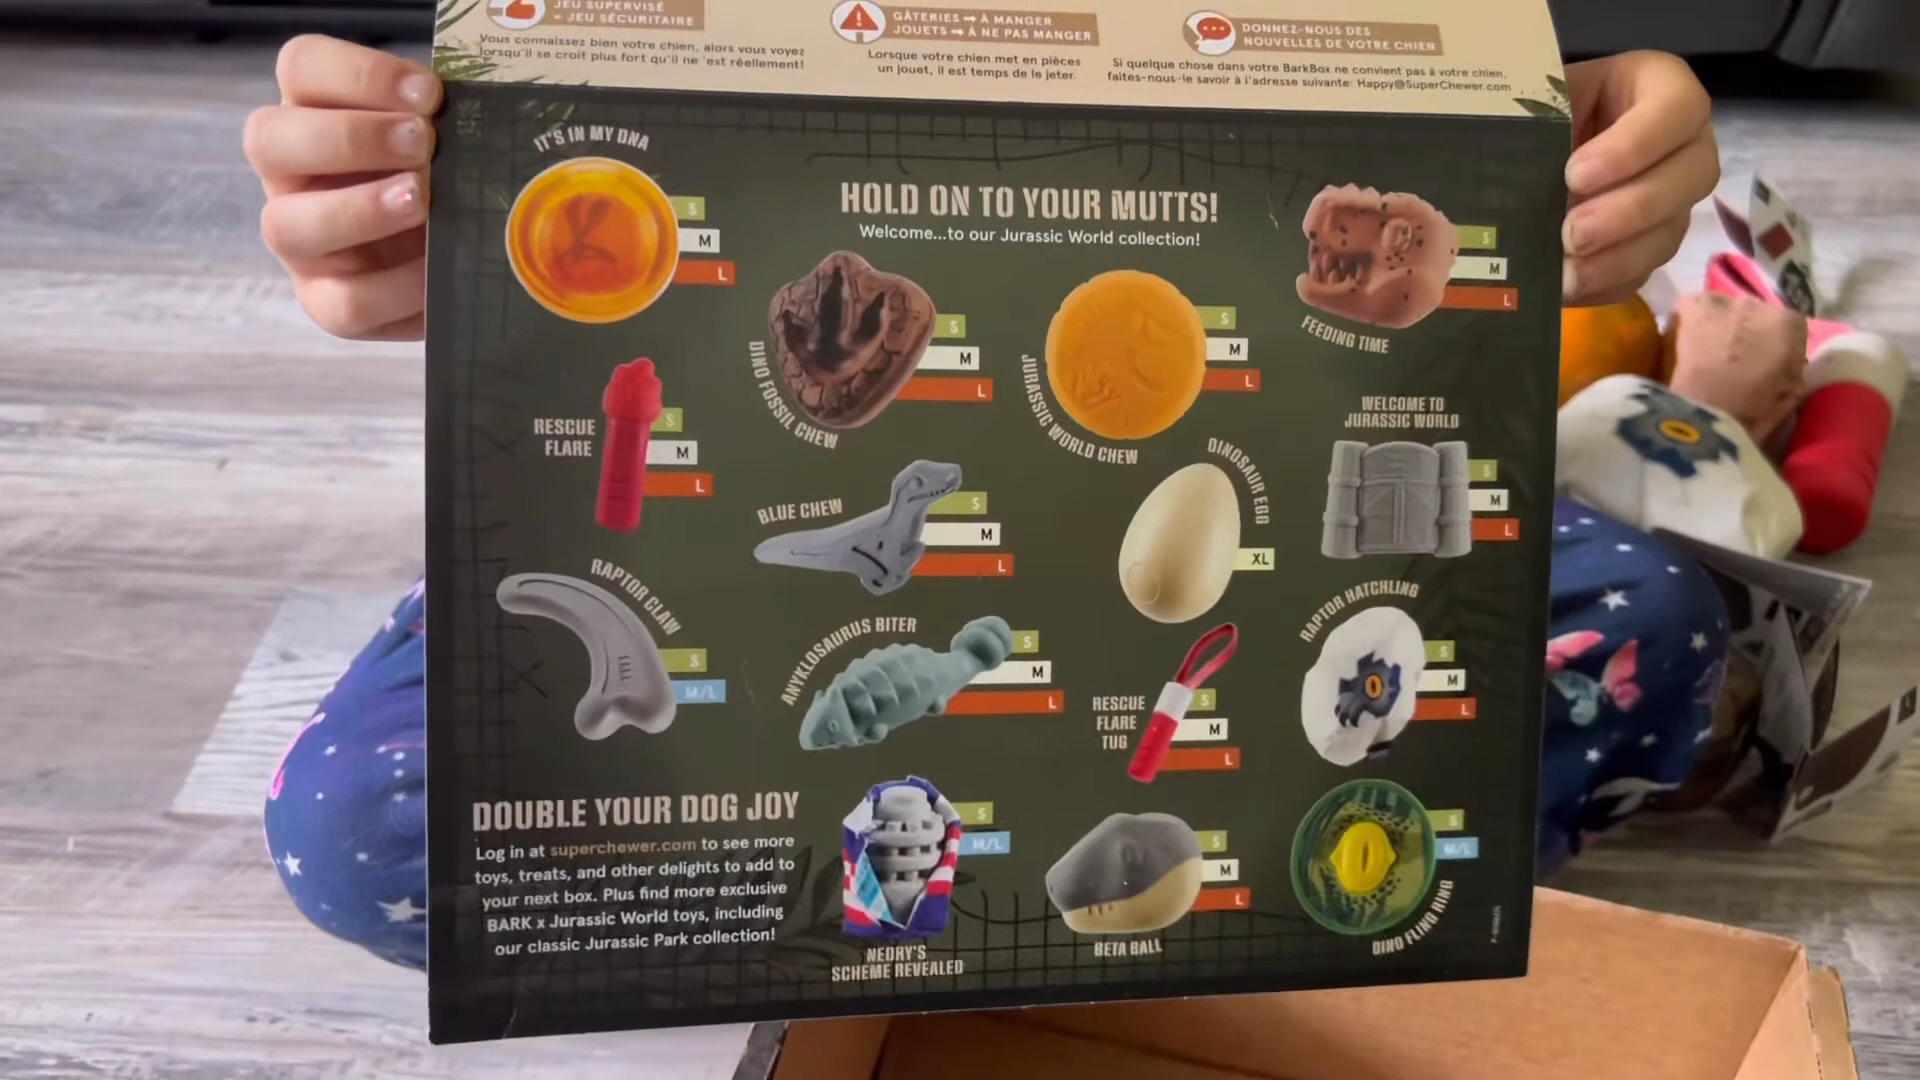 JEU SUPERVISÉ
= JEU SÉCURITAIRE
Vous connaissez bien votre chien, alors vous voyez
lorsqu'il se croit plus fort qu'il ne 'est réellement!
GÂTERIES → À MANGER
JOUETS → À NE PAS MANGER
Lorsque votre chien met en pièces
un jouet, il est temps de le jeter.
DONNEZ-NOUS DES
NOUVELLES DE VOTRE CHIEN
Si quelque chose dans votre BarkBox ne convient pas à votre chien,
faites-nous-le savoir à l'adresse suivante: Happy@SuperChewer.com
IT'S IN MY DNA
S
M
L
HOLD ON TO YOUR MUTTS!
Welcome...to our Jurassic World collection!
DINO FOSSIL CHEW
S
M
L
JURASSIC WORLD CHEW
S
M
L
FEEDING TIME
S
M
L
RESCUE
FLARE
S
M
L
BLUE CHEW
S
M
L
DINOSAUR EGG
XL
WELCOME TO
JURASSIC WORLD
S
M
L
RAPTOR CLAW
S
M/L
ANYKLOSAURUS BITER
S
M
L
RESCUE
FLARE
TUG
S
M
L
RAPTOR HATCHLING
S
M
L
DOUBLE YOUR DOG JOY
Log in at superchewer.com to see more
toys, treats, and other delights to add to
your next box. Plus find more exclusive
BARK x Jurassic World toys, including
our classic Jurassic Park collection!
S
M/L
NEDRY'S
SCHEME REVEALED
S
M
L
BETA BALL
S
M/L
DINO FLING RING